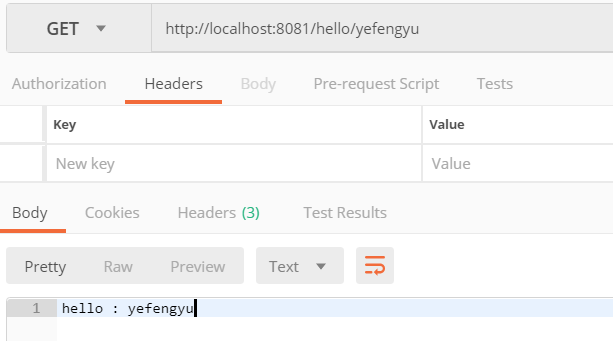 GET http://localhost:8081/hello/yefengyu
Authorization Headers Body Pre-request Script Tests
Key Value
New key Value
Body Cookies Headers (3) Test Results
Pretty Raw Preview Text
1 hello : yefengyu